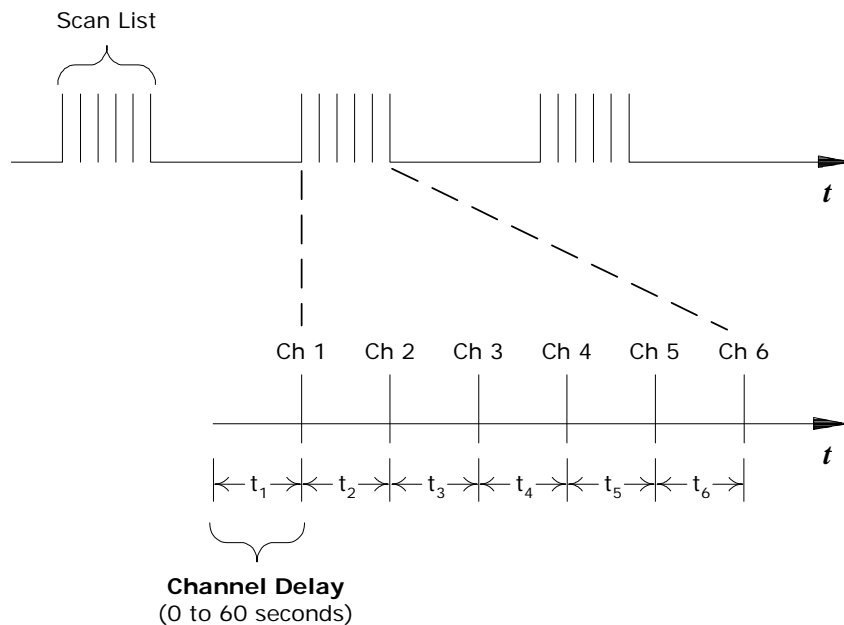 Scan List
t
Ch 1 Ch 2 Ch 3 Ch 4 Ch 5 Ch 6
t
t₁ t₂ t₃ t₄ t₅ t₆
Channel Delay
(0 to 60 seconds)